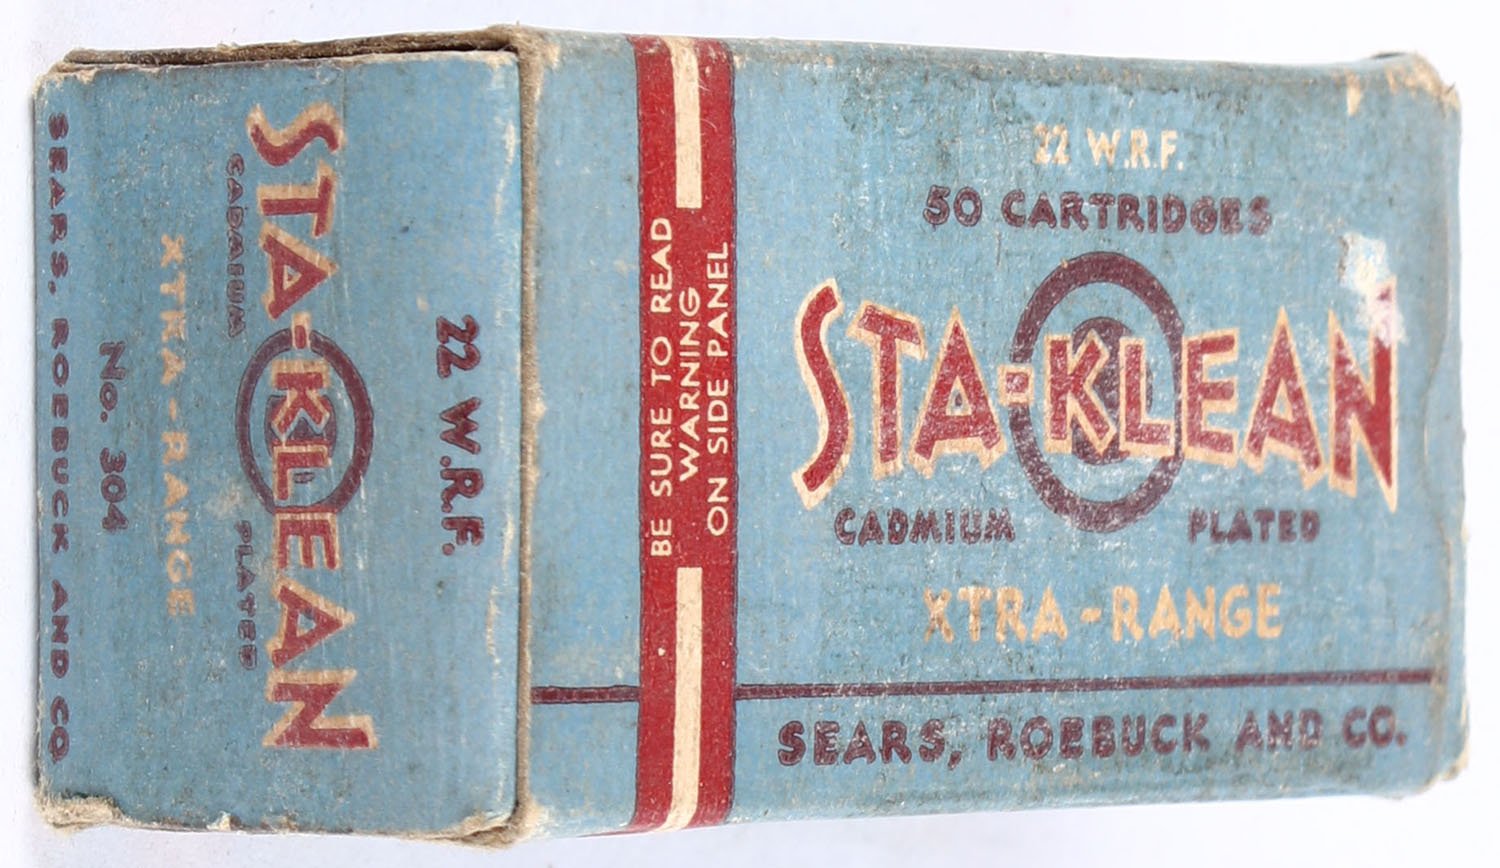 22 W.R.F.
50 CARTRIDGES
STA-KLEAN
CADMIUM PLATED
XTRA-RANGE
SEARS, ROEBUCK AND CO.
BE SURE TO READ
WARNING
ON SIDE PANEL
22 W.R.F.
STA-KLEAN
CADMIUM PLATED
XTRA-RANGE
No. 304
SEARS, ROEBUCK AND CO.